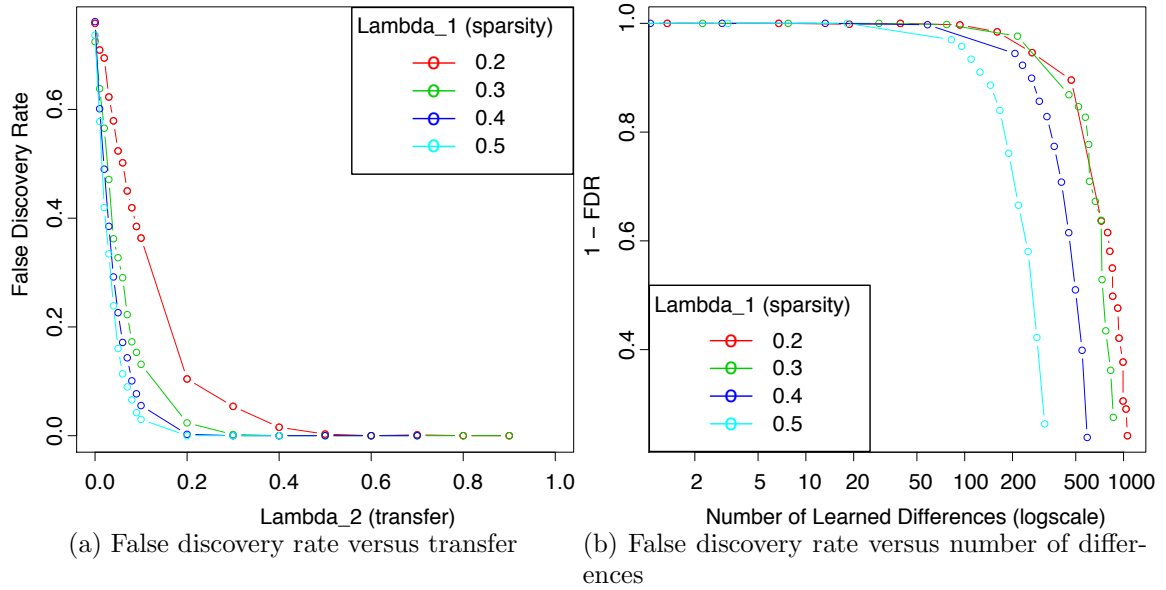 False Discovery Rate
0.0 0.2 0.4 0.6
Lambda_1 (sparsity)
0.2
0.3
0.4
0.5
0.0 0.2 0.4 0.6 0.8 1.0
Lambda_2 (transfer)
(a) False discovery rate versus transfer
1 − FDR
0.4 0.6 0.8 1.0
Lambda_1 (sparsity)
0.2
0.3
0.4
0.5
2 5 10 20 50 100 200 500 1000
Number of Learned Differences (logscale)
(b) False discovery rate versus number of differ-
ences